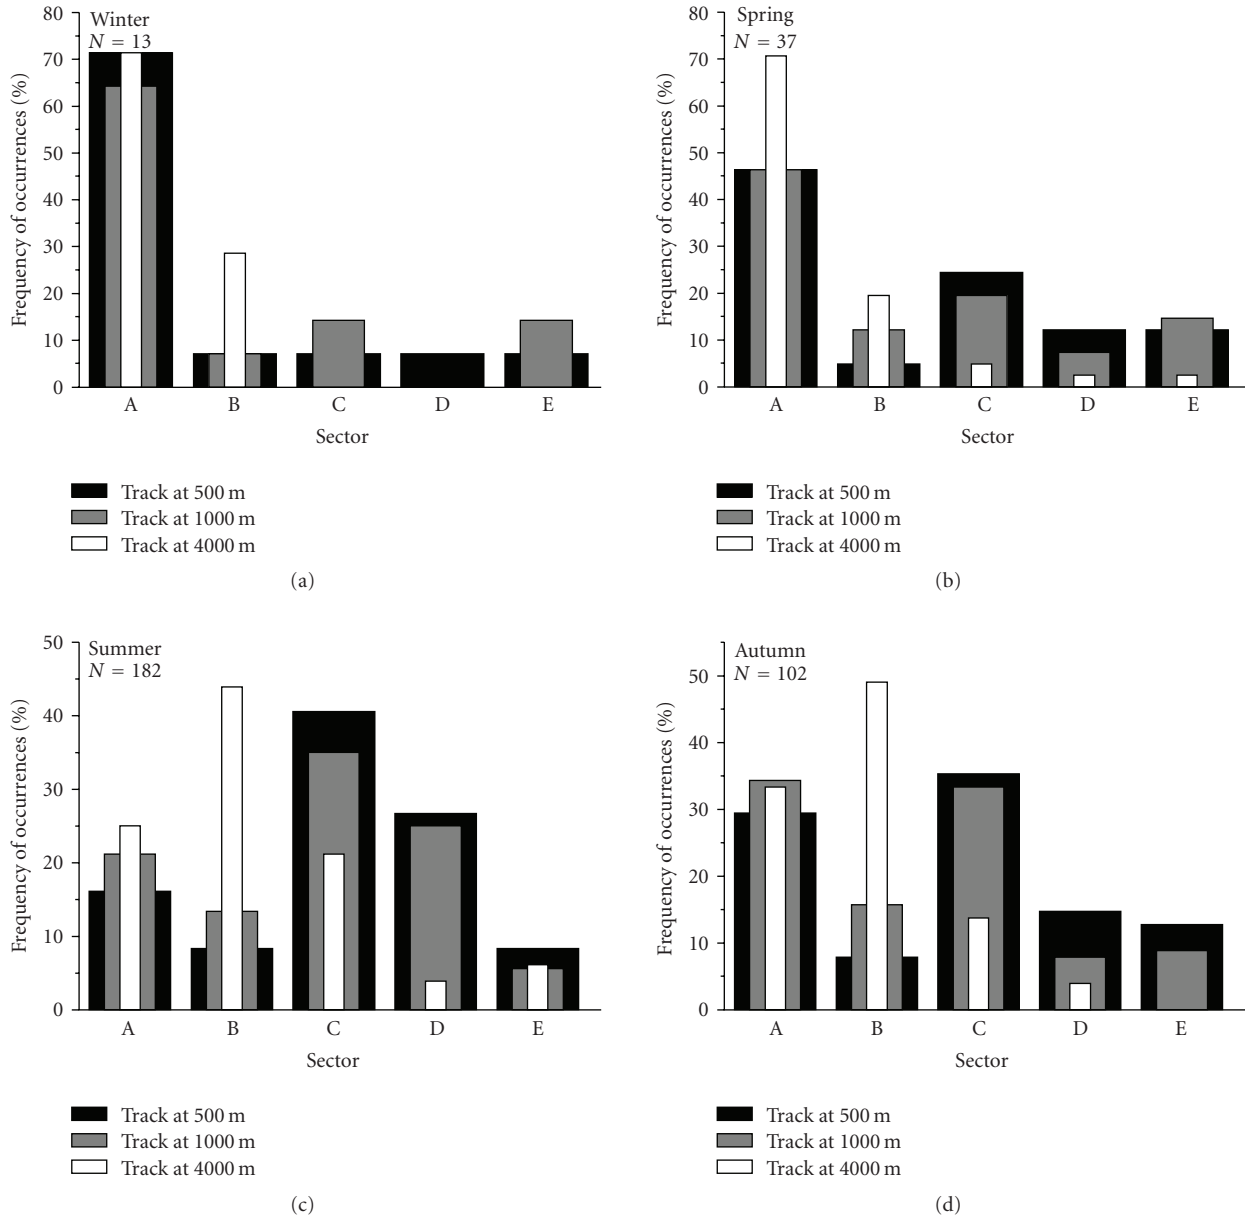 Winter
N = 13
80
70
60
50
40
30
20
10
0
Frequency of occurrences (%)
A B C D E
Sector
Track at 500 m
Track at 1000 m
Track at 4000 m
(a)
Spring
N = 37
80
70
60
50
40
30
20
10
0
Frequency of occurrences (%)
A B C D E
Sector
Track at 500 m
Track at 1000 m
Track at 4000 m
(b)
Summer
N = 182
50
40
30
20
10
0
Frequency of occurrences (%)
A B C D E
Sector
Track at 500 m
Track at 1000 m
Track at 4000 m
(c)
Autumn
N = 102
50
40
30
20
10
0
Frequency of occurrences (%)
A B C D E
Sector
Track at 500 m
Track at 1000 m
Track at 4000 m
(d)